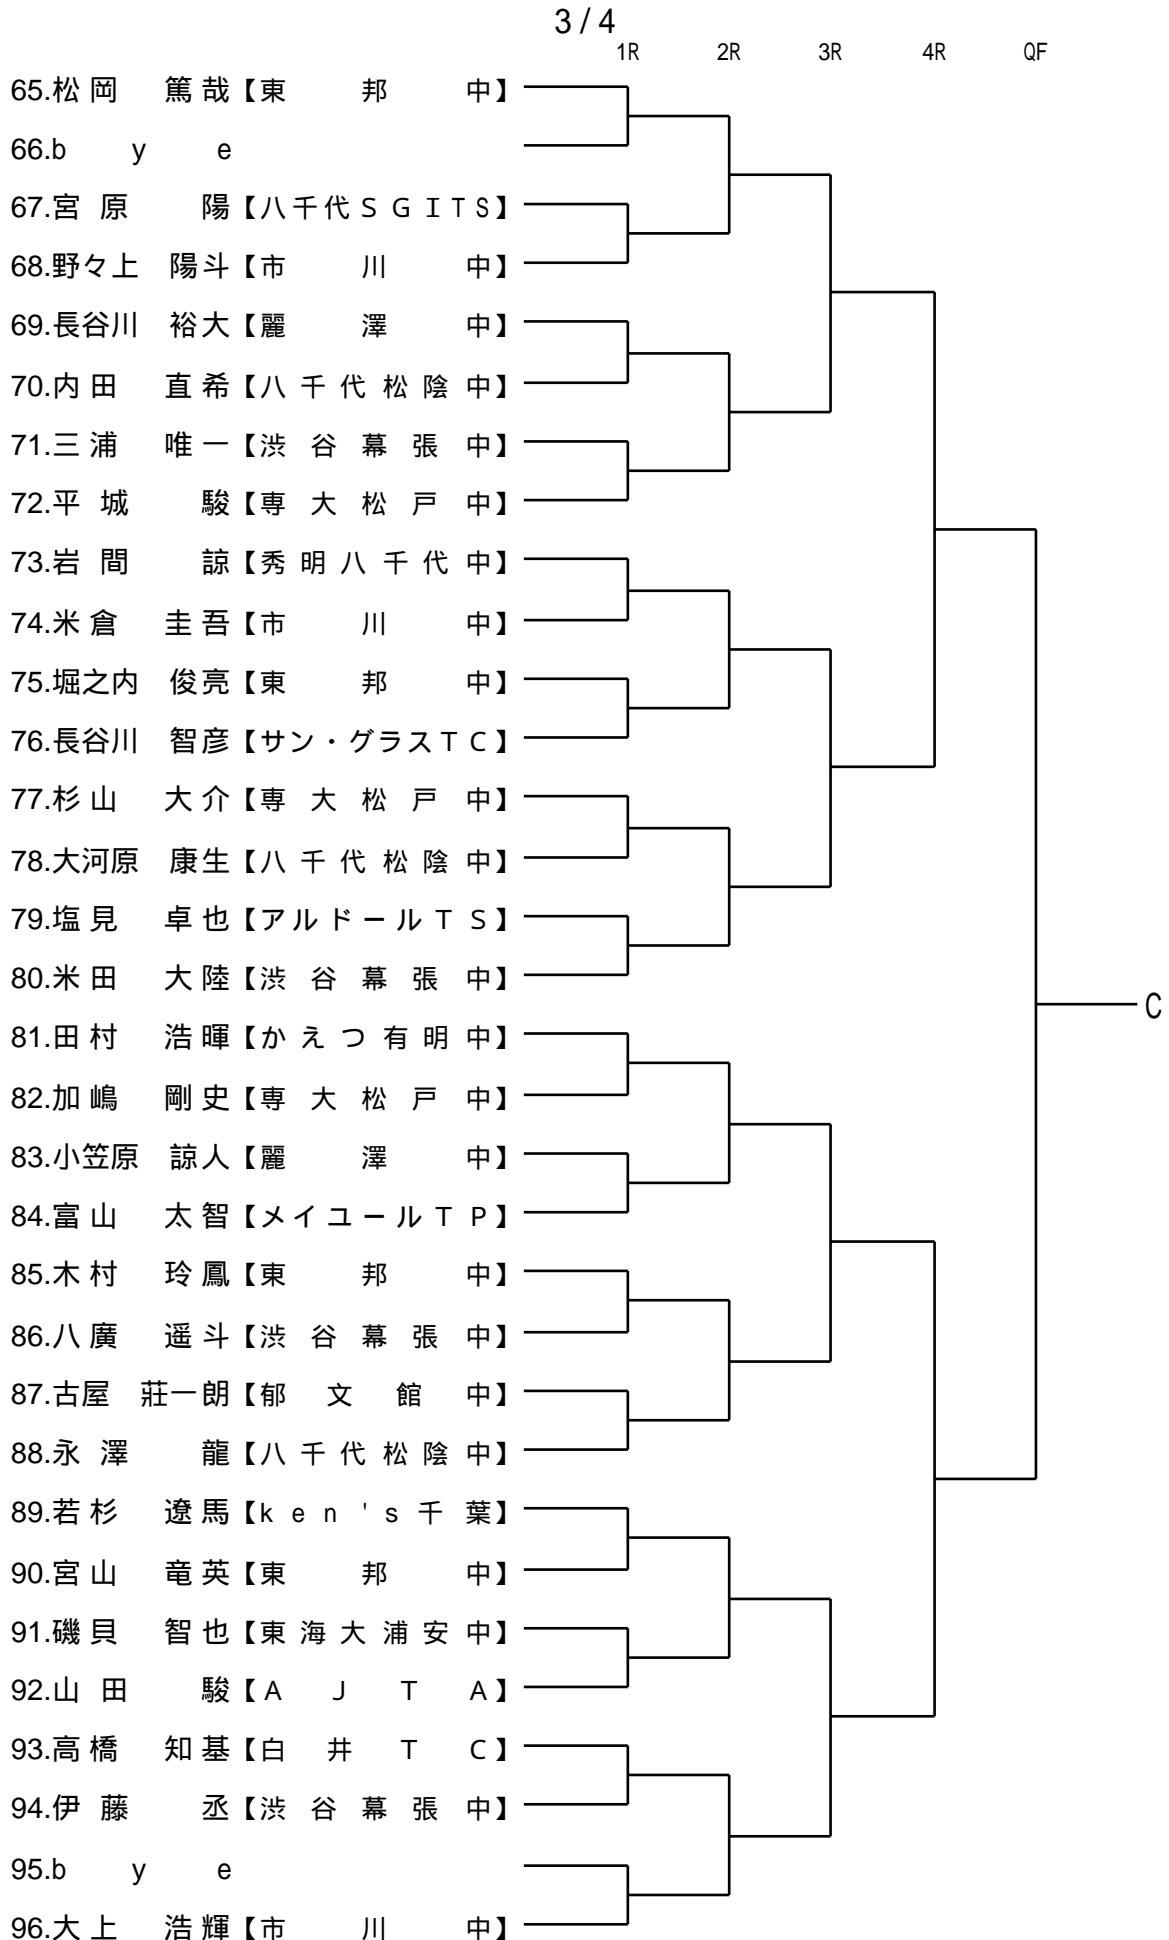 3 / 4
1R 2R 3R 4R QF
65.松岡 篤哉【東邦中】
66.bye
67.宮原 陽【八千代ＳＧＩＴＳ】
68.野々上 陽斗【市川中】
69.長谷川 裕大【麗澤中】
70.内田 直希【八千代松陰中】
71.三浦 唯一【渋谷幕張中】
72.平城 駿【専大松戸中】
73.岩間 諒【秀明八千代中】
74.米倉 圭吾【市川中】
75.堀之内 俊亮【東邦中】
76.長谷川 智彦【サン・グラスＴＣ】
77.杉山 大介【専大松戸中】
78.大河原 康生【八千代松陰中】
79.塩見 卓也【アルドールＴＳ】
80.米田 大陸【渋谷幕張中】
C
81.田村 浩暉【かえつ有明中】
82.加嶋 剛史【専大松戸中】
83.小笠原 諒人【麗澤中】
84.富山 太智【メイユールＴＰ】
85.木村 玲鳳【東邦中】
86.八廣 遥斗【渋谷幕張中】
87.古屋 莊一朗【郁文館中】
88.永澤 龍【八千代松陰中】
89.若杉 遼馬【ken's千葉】
90.宮山 竜英【東邦中】
91.磯貝 智也【東海大浦安中】
92.山田 駿【ＡＪＴＡ】
93.高橋 知基【白井ＴＣ】
94.伊藤 丞【渋谷幕張中】
95.bye
96.大上 浩輝【市川中】